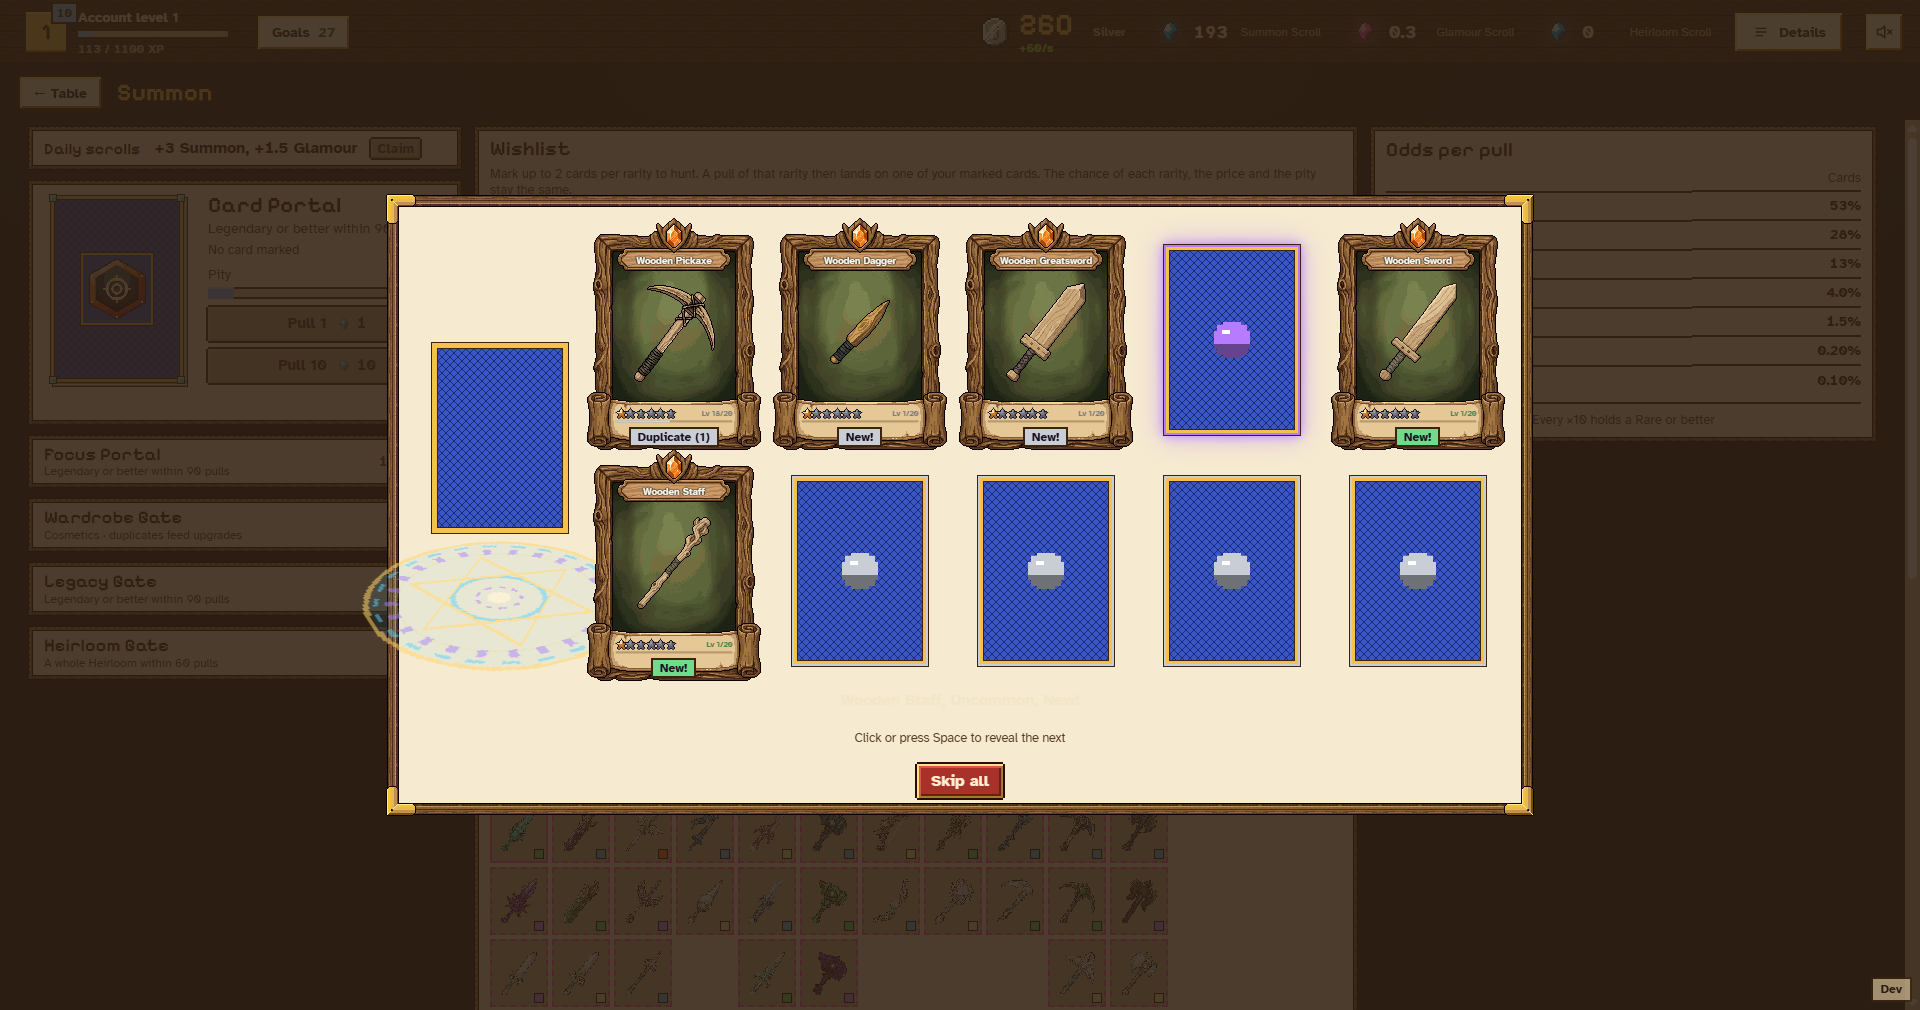 10
Account level 1
1
113 / 1100 XP
Goals 27
260
+60/s
Silver
193
Summon Scroll
0.3
Glamour Scroll
0
Heirloom Scroll
Details
← Table
Summon
Daily scrolls +3 Summon, +1.5 Glamour Claim
Card Portal
Legendary or better within 90
No card marked
Pity
Pull 1 1
Pull 10 10
Focus Portal
Legendary or better within 90 pulls
1
Wardrobe Gate
Cosmetics · duplicates feed upgrades
Legacy Gate
Legendary or better within 90 pulls
Heirloom Gate
A whole Heirloom within 60 pulls
Wishlist
Mark up to 2 cards per rarity to hunt. A pull of that rarity then lands on one of your marked cards. The chance of each rarity, the price and the pity
stay the same.
Odds per pull
Cards
53%
26%
13%
4.0%
1.5%
0.20%
0.10%
Every ×10 holds a Rare or better
Wooden Pickaxe
Lv 18/20
Duplicate (1)
Wooden Dagger
Lv 1/20
New!
Wooden Greatsword
Lv 1/20
New!
Wooden Sword
Lv 1/20
New!
Wooden Staff
Lv 1/20
New!
Wooden Staff, Uncommon, New!
Click or press Space to reveal the next
Skip all
Dev